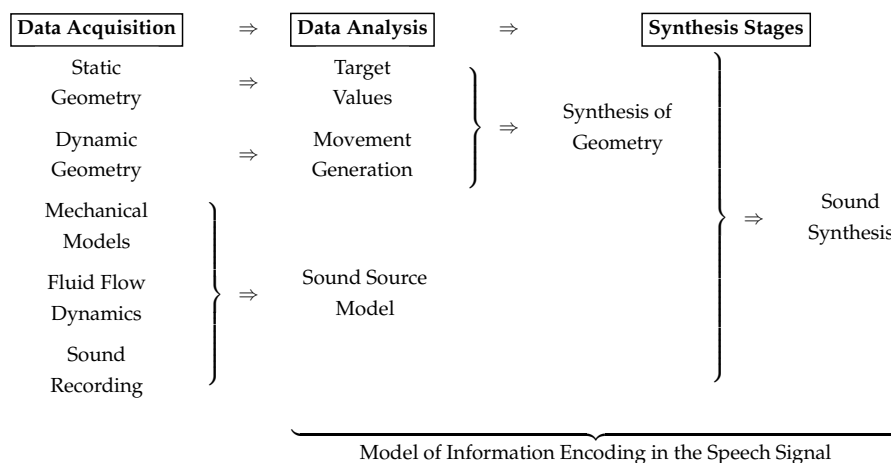 Data Acquisition ⇒ Data Analysis ⇒ Synthesis Stages
Static
Geometry
⇒
Target
Values
Dynamic
Geometry
⇒
Movement
Generation
⇒
Synthesis of
Geometry
Mechanical
Models
Fluid Flow
Dynamics
Sound
Recording
⇒
Sound Source
Model
⇒
Sound
Synthesis
Model of Information Encoding in the Speech Signal